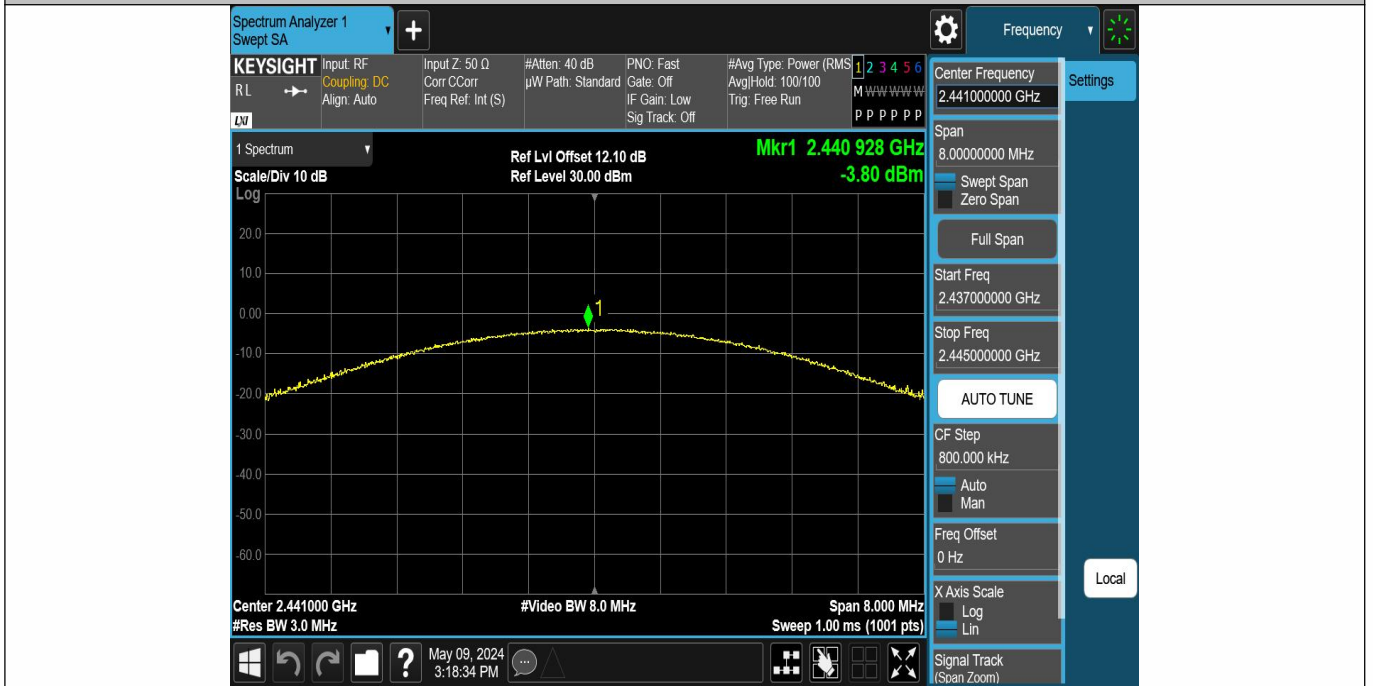 Spectrum Analyzer 1
Swept SA
+
Frequency
KEYSIGHT
RL
LXI
Input: RF
Coupling: DC
Align: Auto
Input Z: 50 Ω
Corr CCorr
Freq Ref: Int (S)
#Atten: 40 dB
µW Path: Standard
PNO: Fast
Gate: Off
IF Gain: Low
Sig Track: Off
#Avg Type: Power (RMS
Avg|Hold: 100/100
Trig: Free Run
1 2 3 4 5 6
M W W W W W
P P P P P P
Center Frequency
2.441000000 GHz
Settings
Span
8.00000000 MHz
Swept Span
Zero Span
Full Span
Start Freq
2.437000000 GHz
Stop Freq
2.445000000 GHz
AUTO TUNE
CF Step
800.000 kHz
Auto
Man
Freq Offset
0 Hz
X Axis Scale
Log
Lin
Local
Signal Track
(Span Zoom)
1 Spectrum
Scale/Div 10 dB
Log
Ref Lvl Offset 12.10 dB
Ref Level 30.00 dBm
Mkr1 2.440 928 GHz
-3.80 dBm
20.0
10.0
0.00
-10.0
-20.0
-30.0
-40.0
-50.0
-60.0
1
Center 2.441000 GHz
#Res BW 3.0 MHz
#Video BW 8.0 MHz
Span 8.000 MHz
Sweep 1.00 ms (1001 pts)
?
May 09, 2024
3:18:34 PM